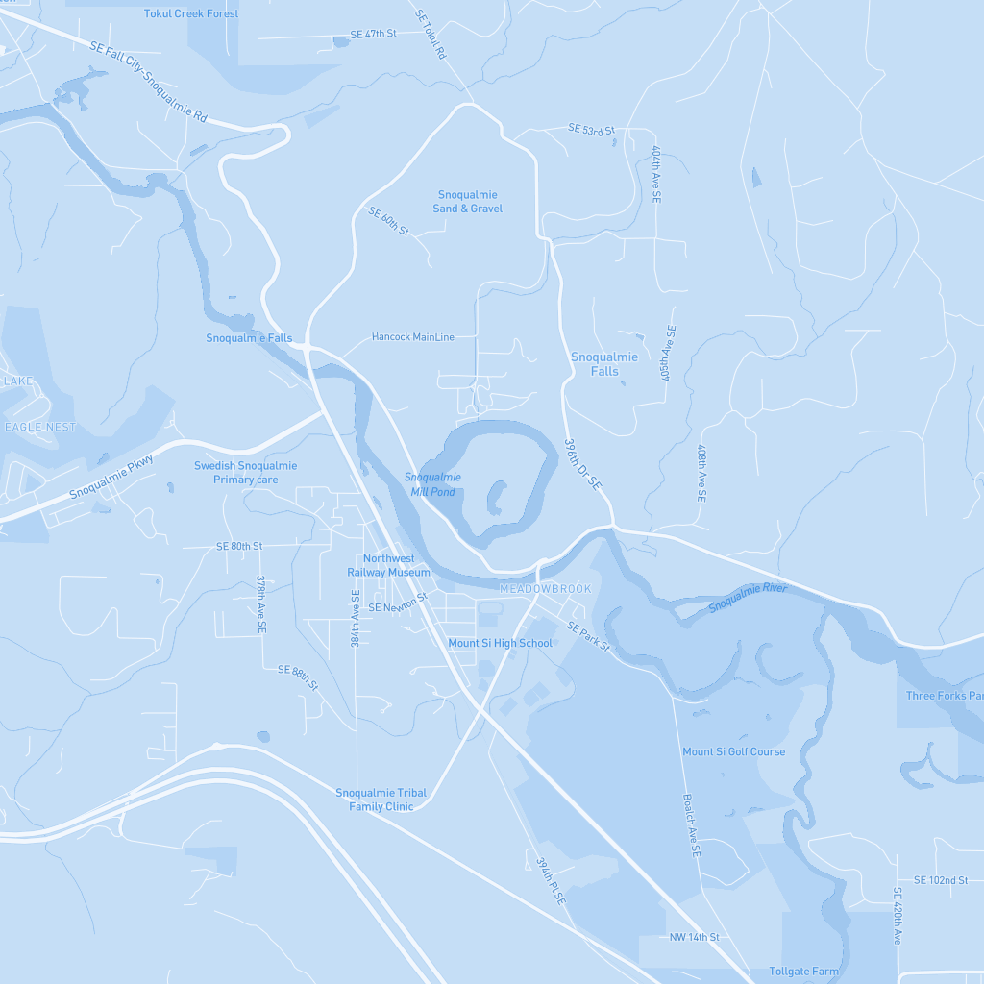 Tokul Creek Forest
SE 47th St
SE Tokul Rd
SE Fall City-Snoqualmie Rd
SE 53rd St
404th Ave SE
Snoqualmie
Sand & Gravel
SE 60th St
Snoqualmie Falls
Hancock MainLine
Snoqualmie
Falls
405th Ave SE
LAKE
EAGLE NEST
Snoqualmie Pkwy
Swedish Snoqualmie
Primary care
Snoqualmie
Mill Pond
396th Dr SE
408th Ave SE
SE 80th St
Northwest
Railway Museum
MEADOWBROOK
Snoqualmie River
378th Ave SE
384th Ave SE
SE Newton St
Mount Si High School
SE Park St
SE 88th St
Three Forks Par
Mount Si Golf Course
Snoqualmie Tribal
Family Clinic
Boalch Ave SE
394th Pl SE
SE 102nd St
SE 420th Ave
NW 14th St
Tollgate Farm